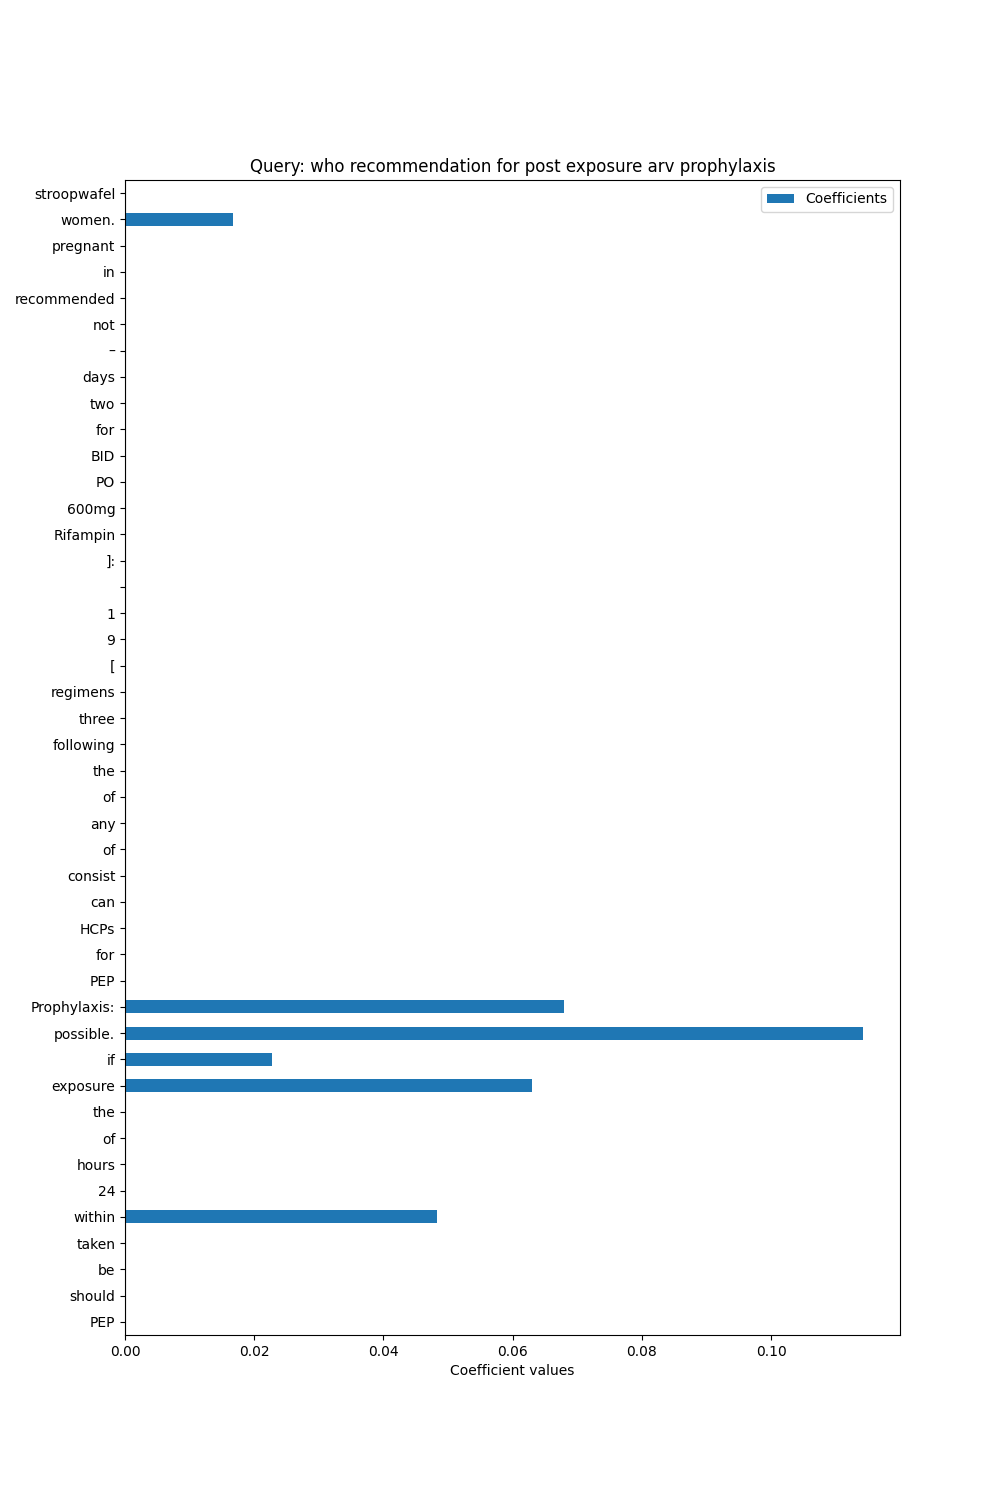 Query: who recommendation for post exposure arv prophylaxis
stroopwafel
women.
pregnant
in
recommended
not
–
days
two
for
BID
PO
600mg
Rifampin
]:
1
9
[
regimens
three
following
the
of
any
of
consist
can
HCPs
for
PEP
Prophylaxis:
possible.
if
exposure
the
of
hours
24
within
taken
be
should
PEP
Coefficients
0.00 0.02 0.04 0.06 0.08 0.10
Coefficient values